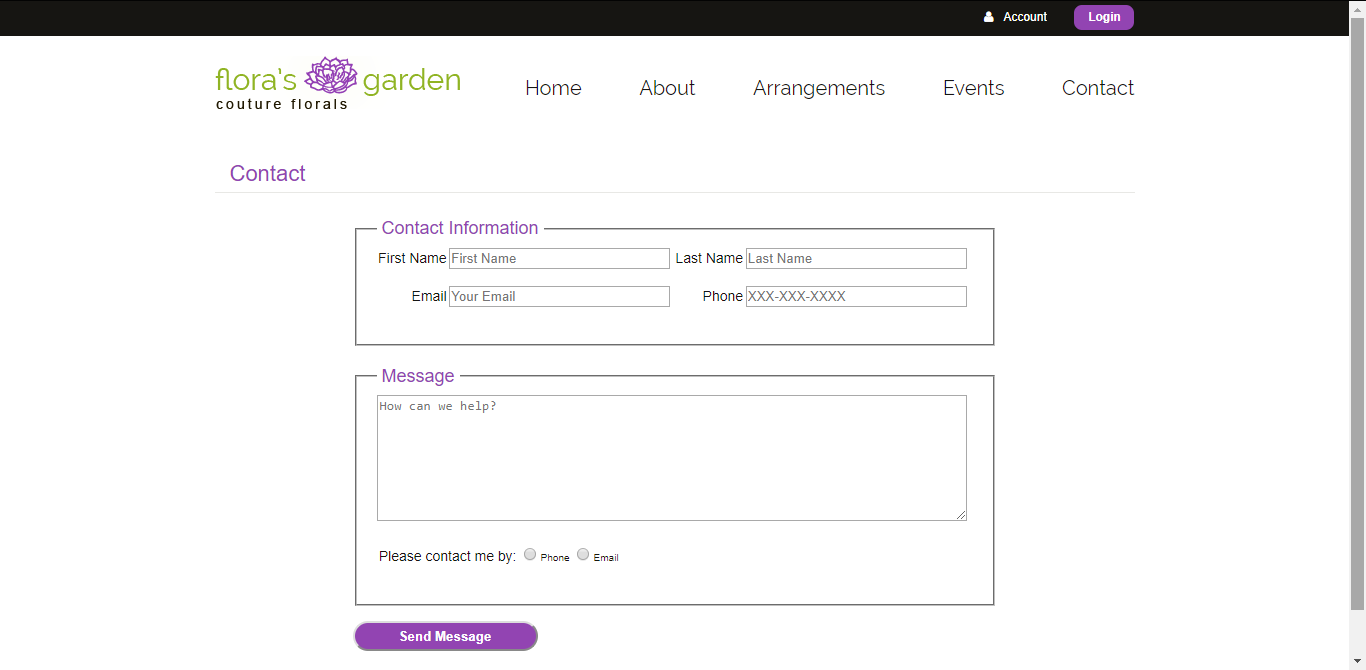 Account Login
flora's garden
couture florals
Home About Arrangements Events Contact
Contact
Contact Information
First Name First Name Last Name Last Name
Email Your Email Phone XXX-XXX-XXXX
Message
How can we help?
Please contact me by: Phone Email
Send Message